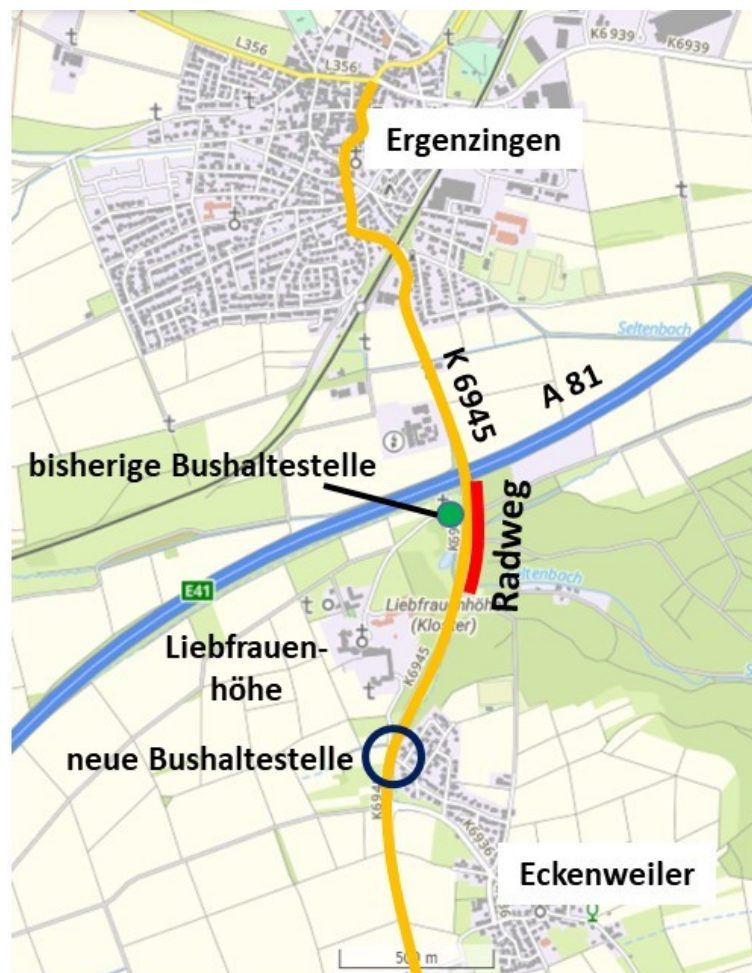 L356
L356
K6939
K6939
Ergenzingen
Seltenbach
K 6945
A 81
bisherige Bushaltestelle
Radweg
E41
Liebfrauenhöhe
(Kloster)
Liebfrauen-
höhe
K6945
neue Bushaltestelle
K6936
Eckenweiler
500 m